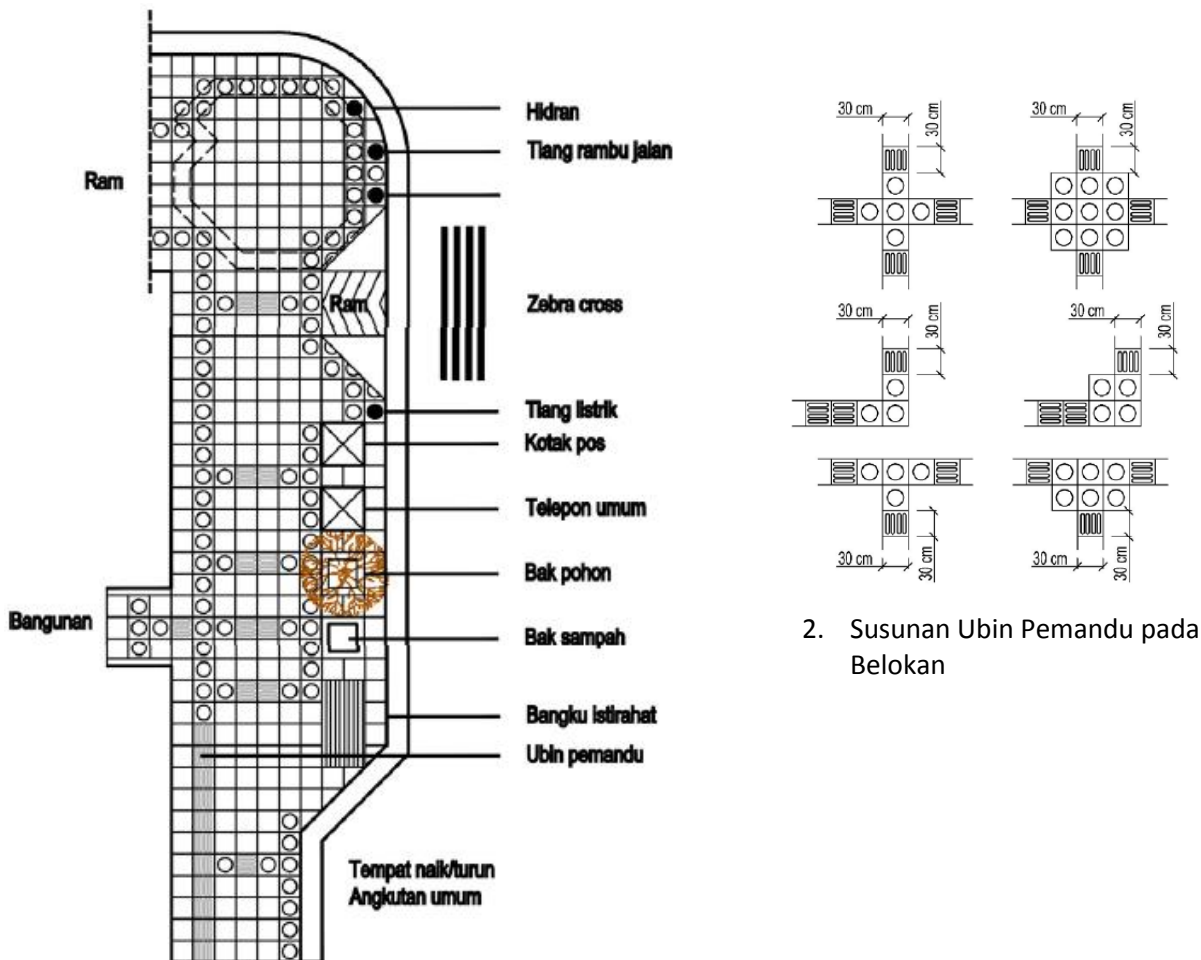 Hidran
Tiang rambu jalan
Ram
Ram
Zebra cross
Tiang listrik
Kotak pos
Telepon umum
Bak pohon
Bangunan
Bak sampah
Bangku istirahat
Ubin pemandu
Tempat naik/turun
Angkutan umum
30 cm
30 cm
30 cm
30 cm
30 cm
30 cm
30 cm
30 cm
30 cm
30 cm
30 cm
30 cm
2. Susunan Ubin Pemandu pada
Belokan